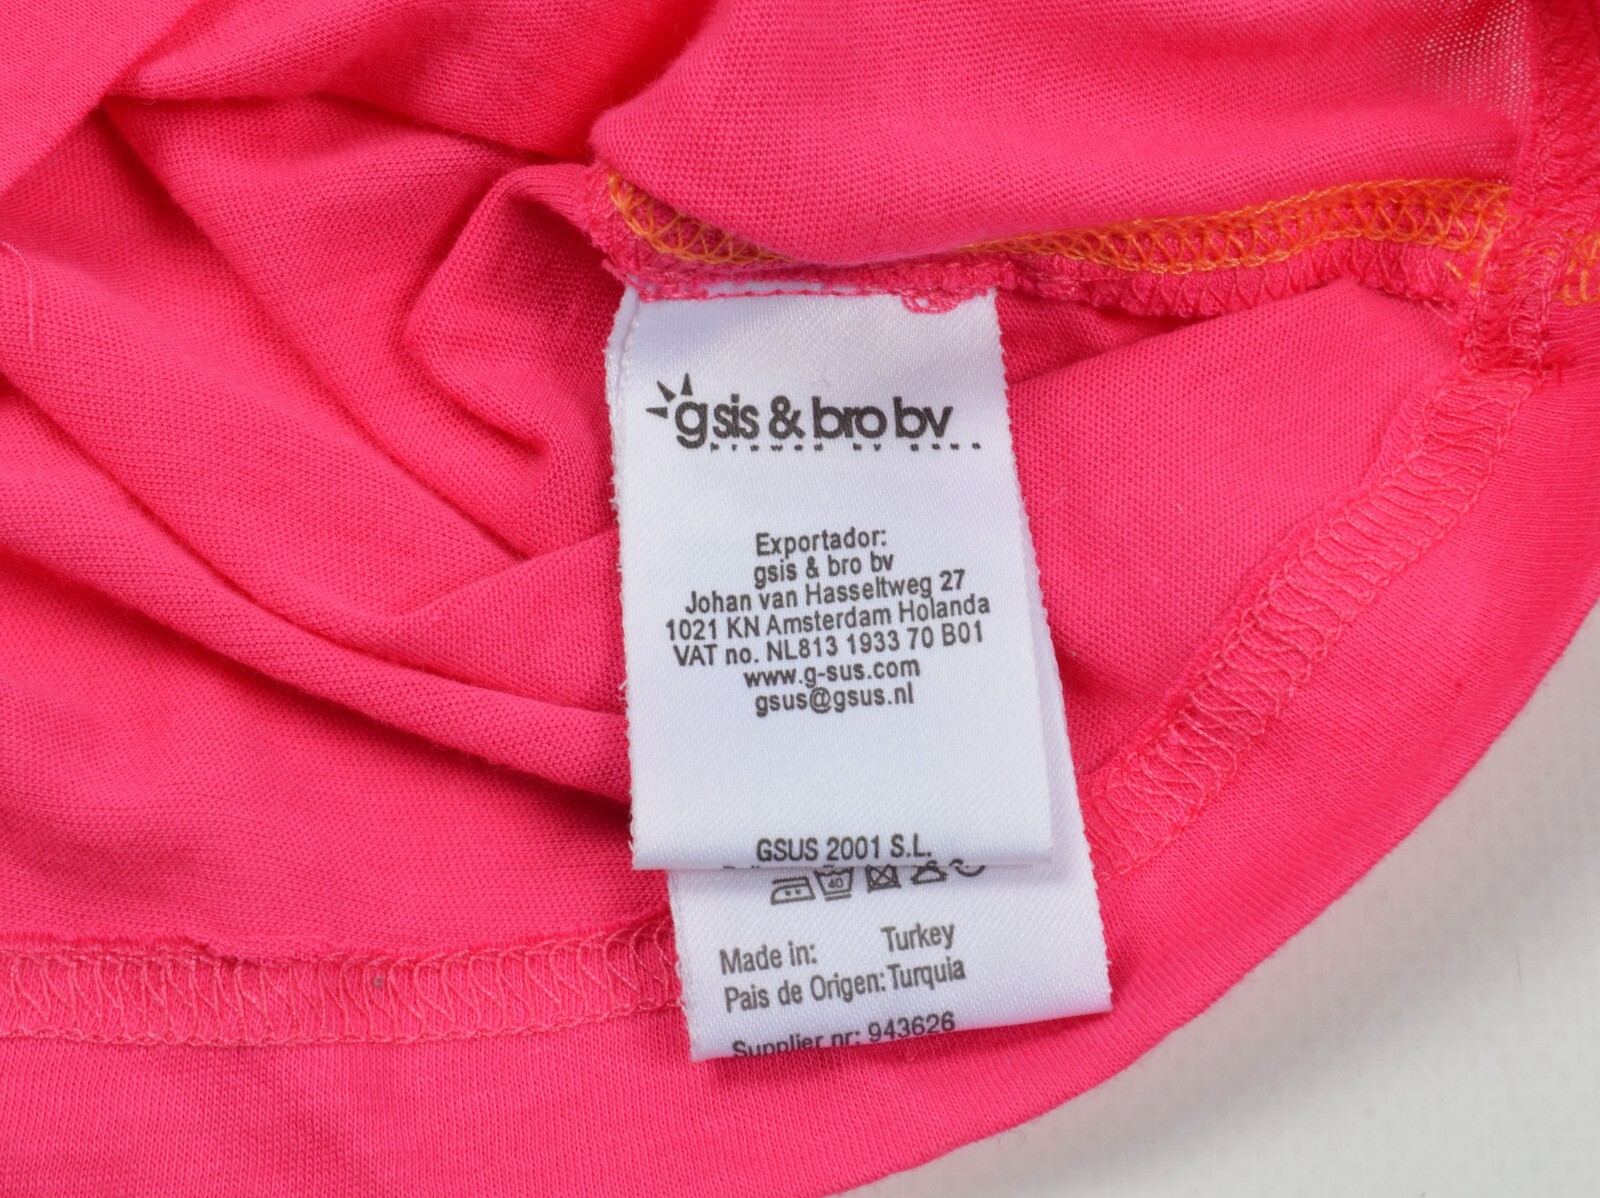 gsis & bro bv
Exportador:
gsis & bro bv
Johan van Hasseltweg 27
1021 KN Amsterdam Holanda
VAT no. NL813 1933 70 B01
www.g-sus.com
gsus@gsus.nl
GSUS 2001 S.L.
40
Made in: Turkey
Pais de Origen: Turquia
Supplier nr: 943626